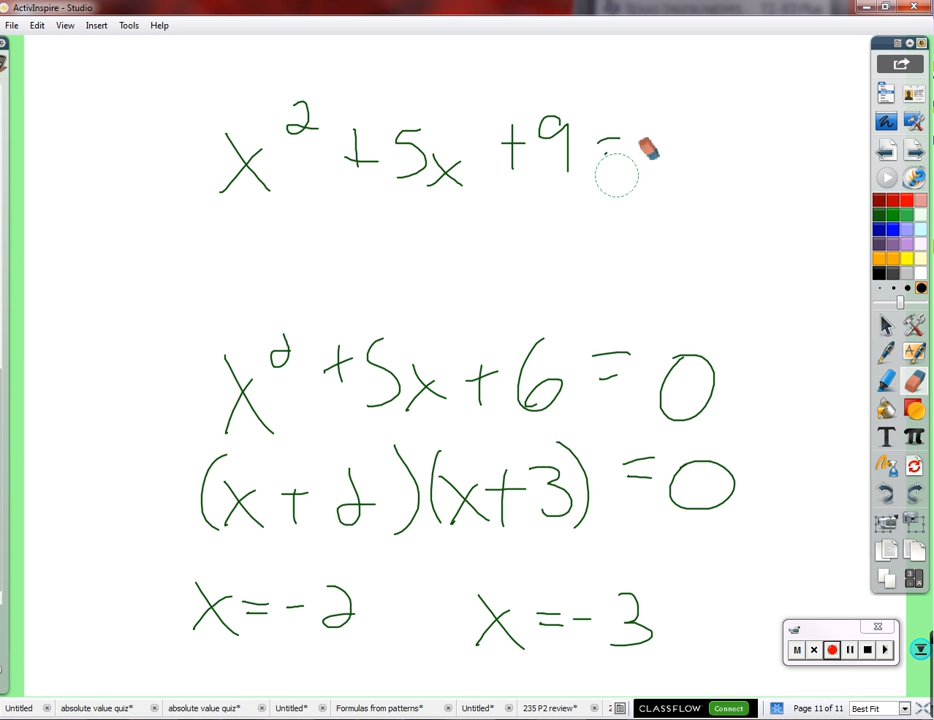 ActivInspire - Studio
File Edit View Insert Tools Help
x² +5x +9 =
x² +5x+6=0
(x+2)(x+3)=0
x=-2 x=-3
T π
M
Untitled absolute value quiz* absolute value quiz* Untitled* Formulas from patterns* Untitled* 235 P2 review* 2 CLASSFLOW Connect Page 11 of 11 Best Fit